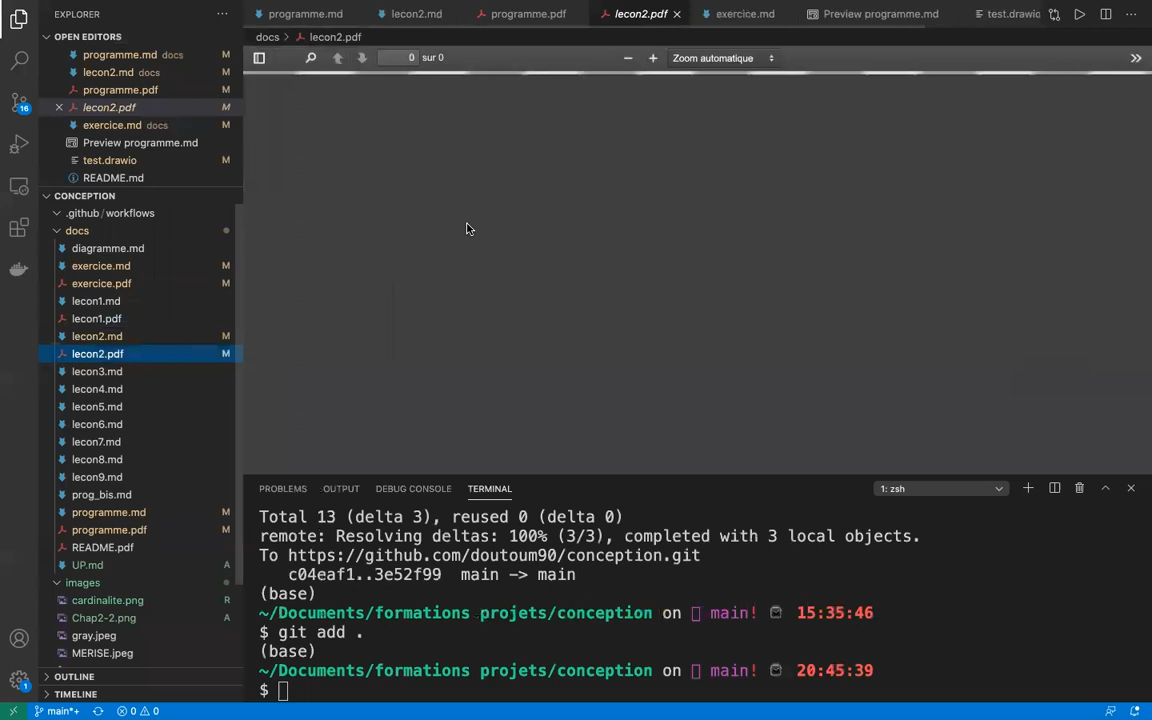 EXPLORER
programme.md
lecon2.md
programme.pdf
lecon2.pdf
exercice.md
Preview programme.md
test.drawio
OPEN EDITORS
programme.md docs M
lecon2.md docs M
programme.pdf M
lecon2.pdf M
exercice.md docs M
Preview programme.md
test.drawio M
README.md
docs > lecon2.pdf
0 sur 0
Zoom automatique
16
CONCEPTION
.github/workflows
docs
diagramme.md
exercice.md M
exercice.pdf M
lecon1.md
lecon1.pdf
lecon2.md M
lecon2.pdf M
lecon3.md
lecon4.md
lecon5.md
lecon6.md
lecon7.md
lecon8.md
lecon9.md
prog_bis.md
programme.md M
programme.pdf M
README.pdf
UP.md A
images
cardinalite.png R
Chap2-2.png A
gray.jpeg
MERISE.jpeg
OUTLINE
TIMELINE
PROBLEMS OUTPUT DEBUG CONSOLE TERMINAL 1: zsh
Total 13 (delta 3), reused 0 (delta 0)
remote: Resolving deltas: 100% (3/3), completed with 3 local objects.
To https://github.com/doutoum90/conception.git
c04eaf1..3e52f99 main -> main
(base)
~/Documents/formations projets/conception on main! 15:35:46
$ git add .
(base)
~/Documents/formations projets/conception on main! 20:45:39
$
1
main*+ 0 0